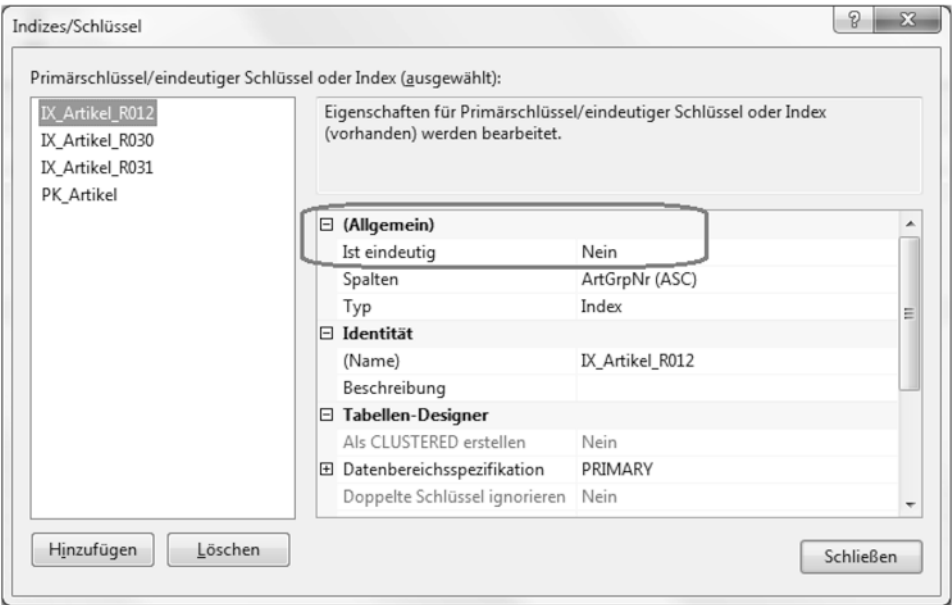 Indizes/Schlüssel
Primärschlüssel/eindeutiger Schlüssel oder Index (ausgewählt):
IX_Artikel_R012
IX_Artikel_R030
IX_Artikel_R031
PK_Artikel
Eigenschaften für Primärschlüssel/eindeutiger Schlüssel oder Index
(vorhanden) werden bearbeitet.
(Allgemein)
Ist eindeutig Nein
Spalten ArtGrpNr (ASC)
Typ Index
Identität
(Name) IX_Artikel_R012
Beschreibung
Tabellen-Designer
Als CLUSTERED erstellen Nein
Datenbereichsspezifikation PRIMARY
Doppelte Schlüssel ignorieren Nein
Hinzufügen Löschen
Schließen